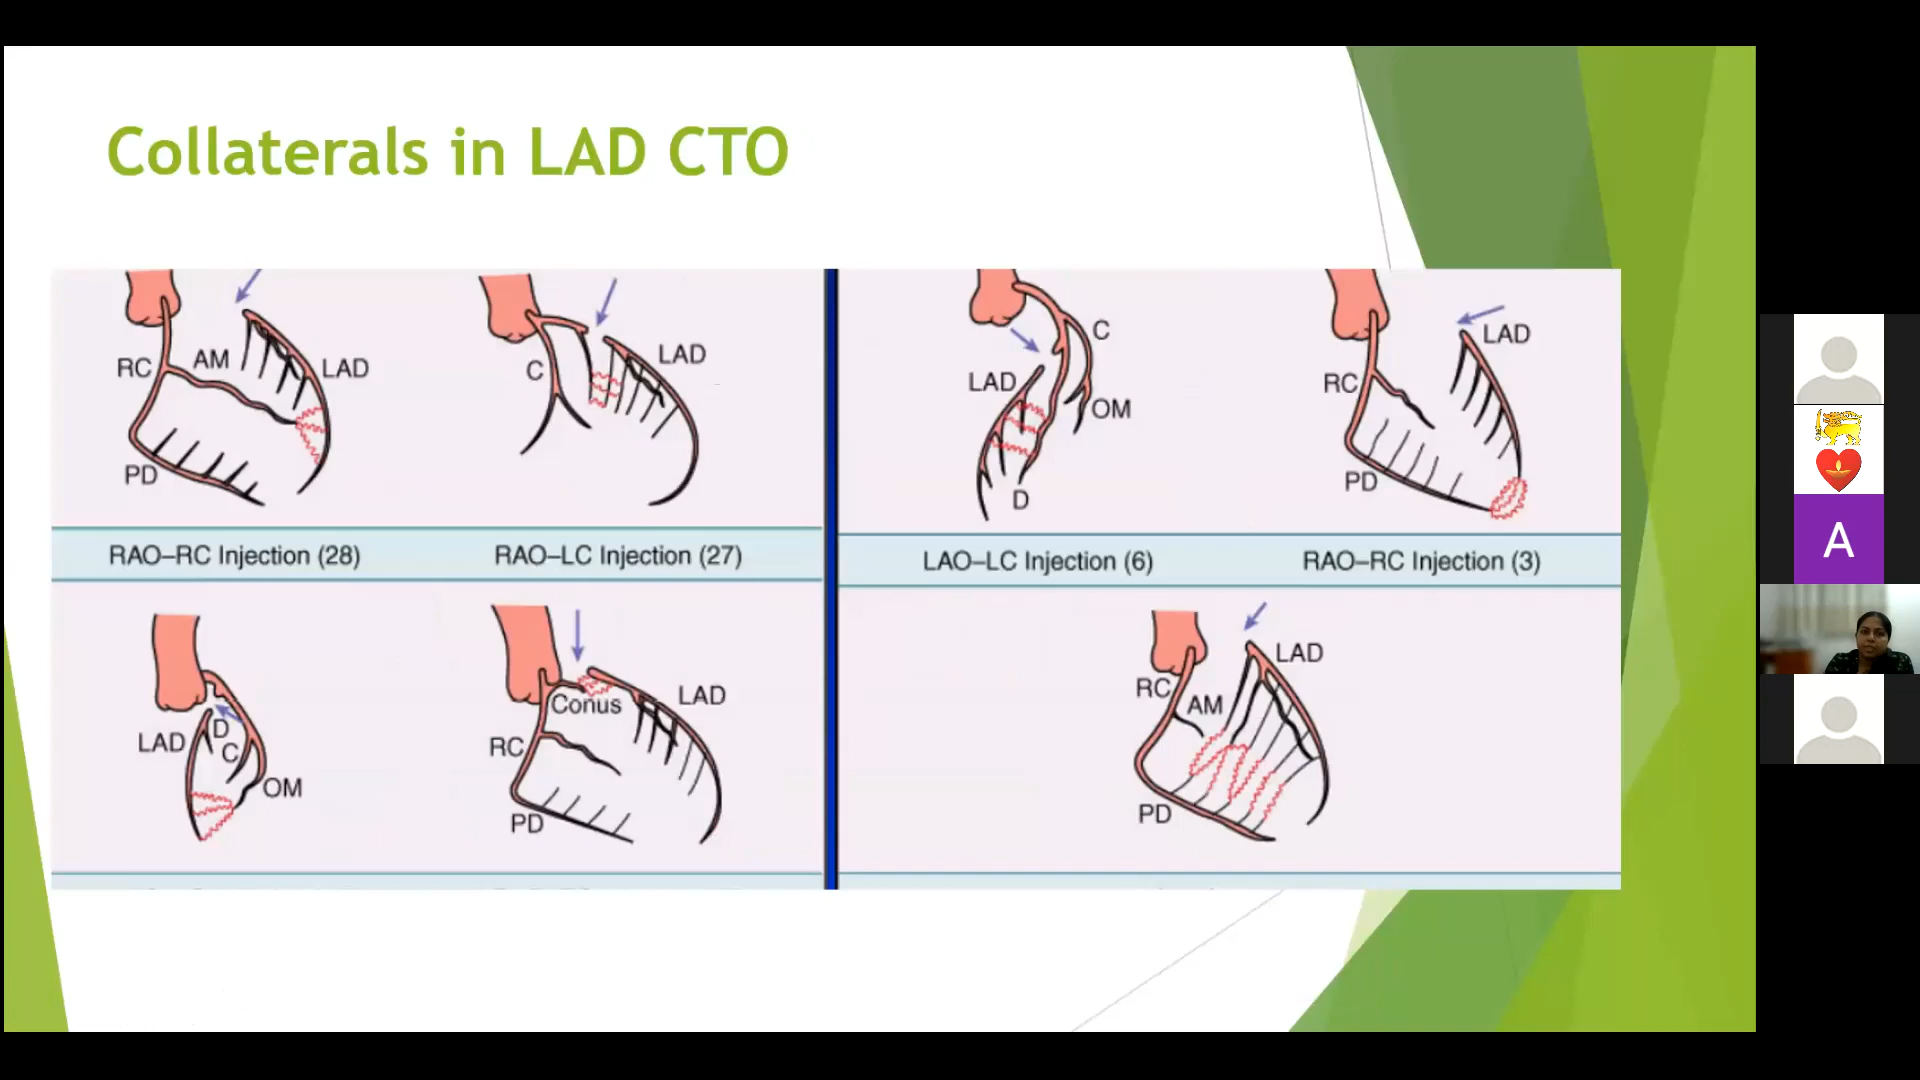 Collaterals in LAD CTO
RC
AM
LAD
PD
C
LAD
RAO–RC Injection (28)
RAO–LC Injection (27)
LAD
D
C
OM
Conus
LAD
RC
PD
C
LAD
OM
D
LAD
RC
PD
LAO–LC Injection (6)
RAO–RC Injection (3)
LAD
RC
AM
PD
A